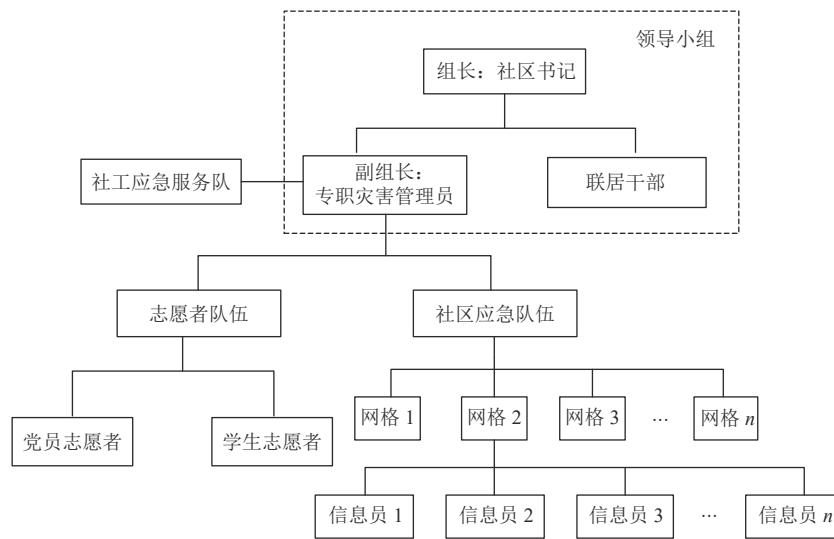 领导小组
组长：社区书记
社工应急服务队
副组长：
专职灾害管理员
联居干部
志愿者队伍
社区应急队伍
党员志愿者
学生志愿者
网格 1
网格 2
网格 3
...
网格 n
信息员 1
信息员 2
信息员 3
...
信息员 n